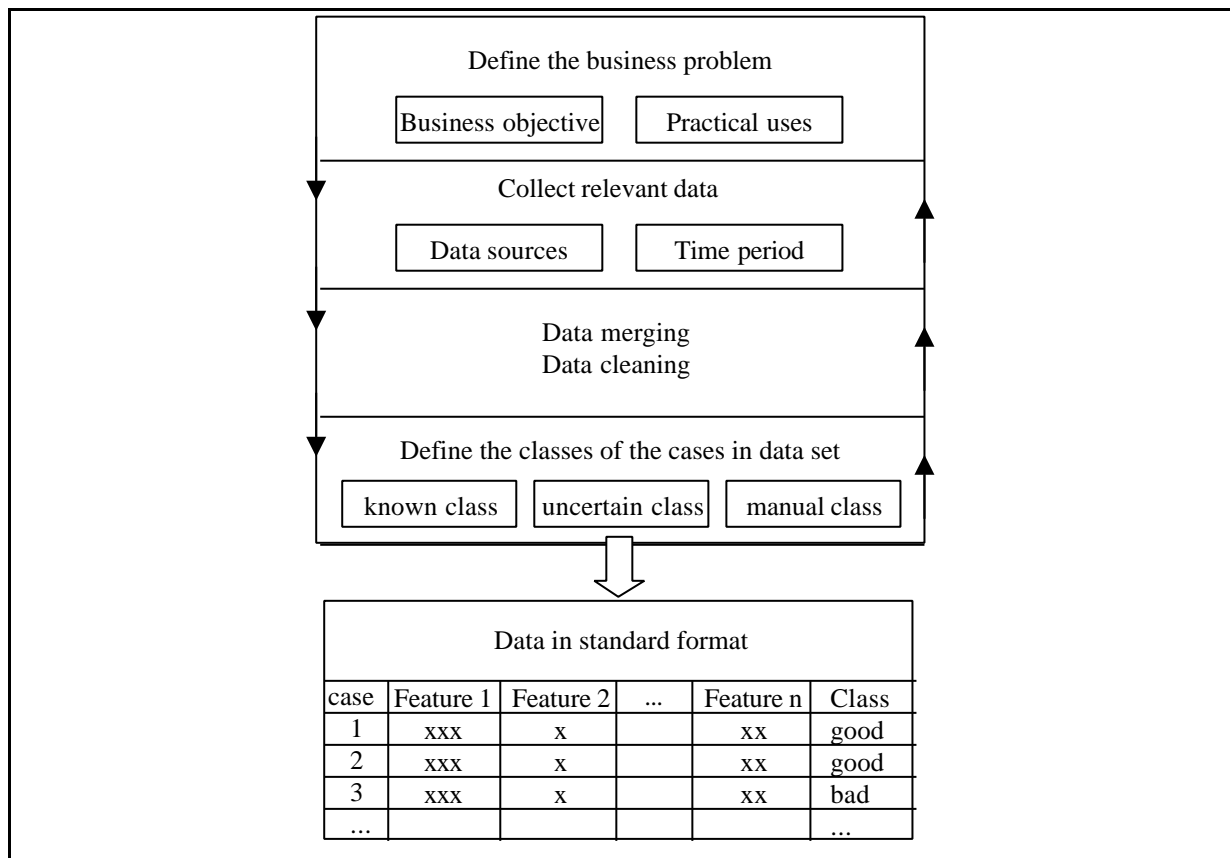 Define the business problem
Business objective Practical uses
Collect relevant data
Data sources Time period
Data merging
Data cleaning
Define the classes of the cases in data set
known class uncertain class manual class
Data in standard format
case Feature 1 Feature 2 ... Feature n Class
1 xxx x xx good
2 xxx x xx good
3 xxx x xx bad
... ...